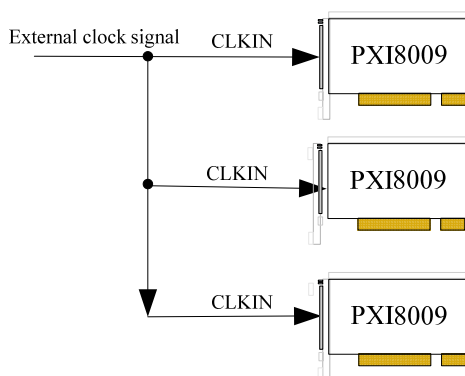 External clock signal
CLKIN
PXI8009
CLKIN
PXI8009
CLKIN
PXI8009